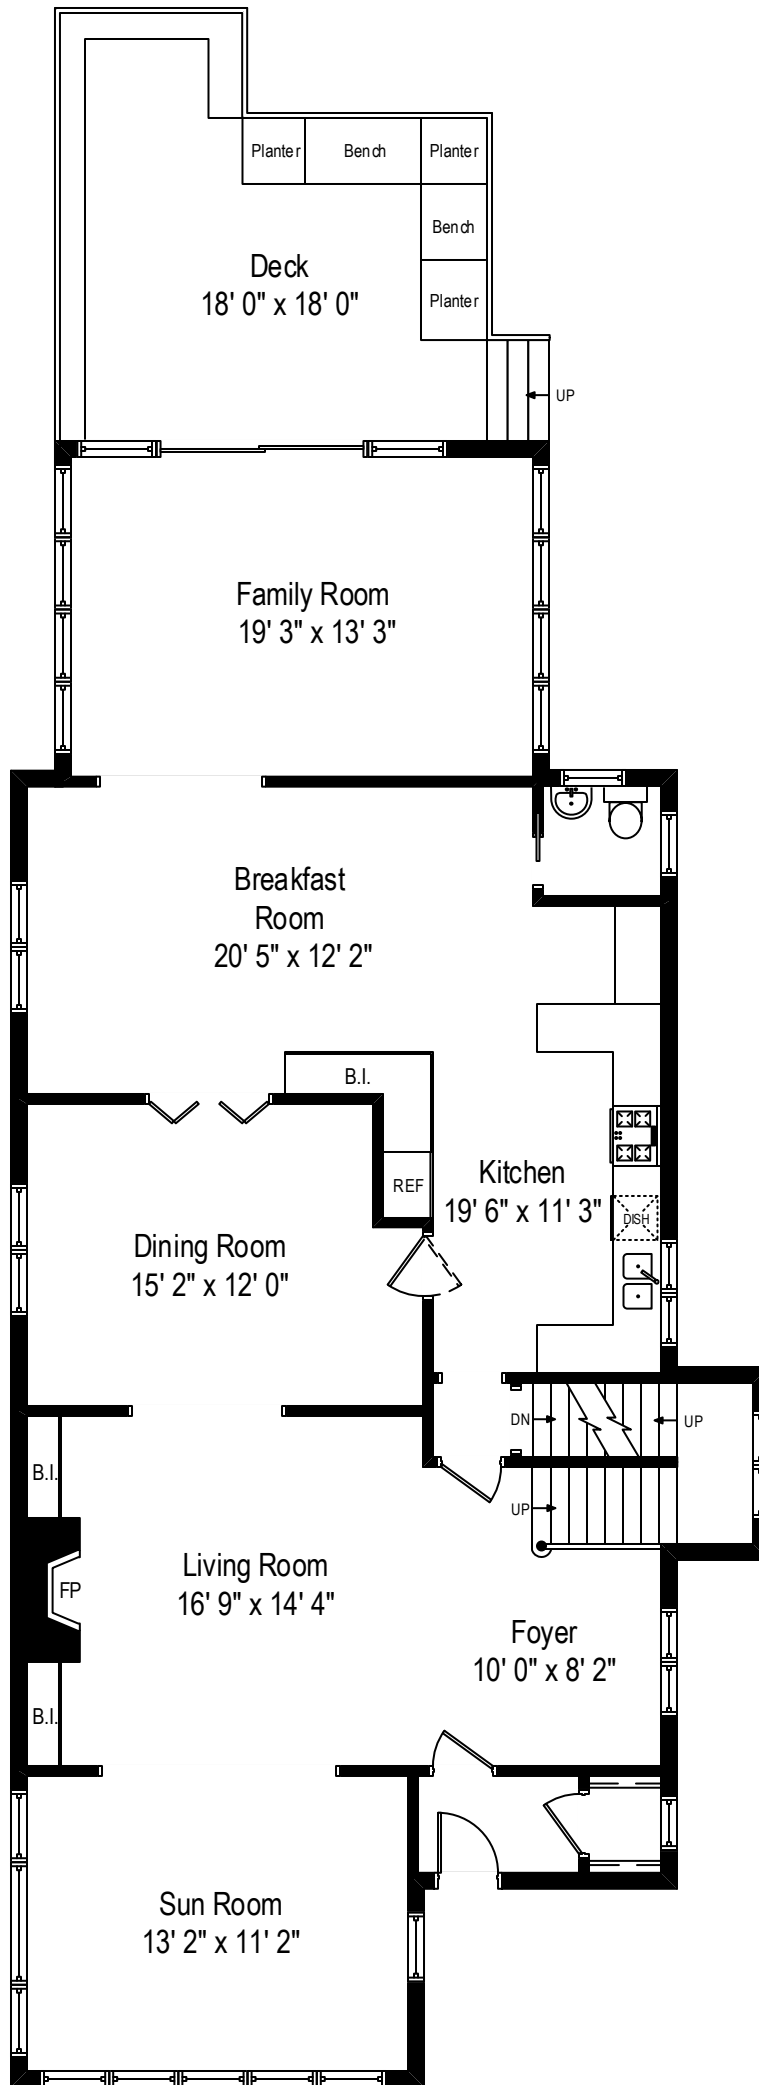 Planter
Bench
Planter
Bench
Deck
18' 0" x 18' 0"
Planter
UP
Family Room
19' 3" x 13' 3"
Breakfast
Room
20' 5" x 12' 2"
B.I.
REF
Kitchen
19' 6" x 11' 3"
DISH
Dining Room
15' 2" x 12' 0"
DN
UP
B.I.
UP
Living Room
16' 9" x 14' 4"
FP
Foyer
10' 0" x 8' 2"
B.I.
Sun Room
13' 2" x 11' 2"